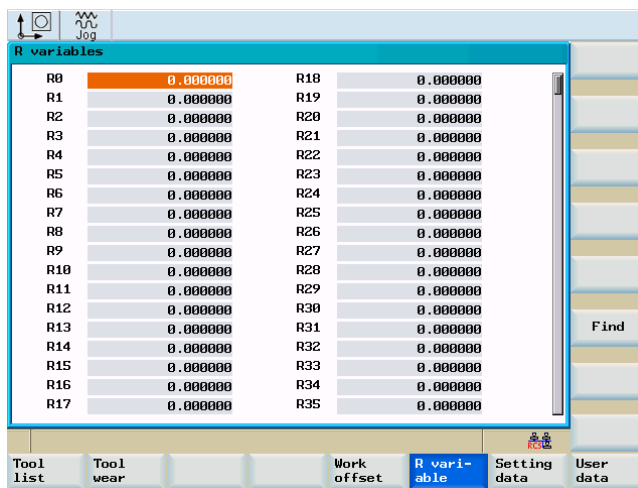 Jog
R variables
R0 0.000000 R18 0.000000
R1 0.000000 R19 0.000000
R2 0.000000 R20 0.000000
R3 0.000000 R21 0.000000
R4 0.000000 R22 0.000000
R5 0.000000 R23 0.000000
R6 0.000000 R24 0.000000
R7 0.000000 R25 0.000000
R8 0.000000 R26 0.000000
R9 0.000000 R27 0.000000
R10 0.000000 R28 0.000000
R11 0.000000 R29 0.000000
R12 0.000000 R30 0.000000
R13 0.000000 R31 0.000000
Find
R14 0.000000 R32 0.000000
R15 0.000000 R33 0.000000
R16 0.000000 R34 0.000000
R17 0.000000 R35 0.000000
RCS
Tool list
Tool wear
Work offset
R vari-
able
Setting data
User data